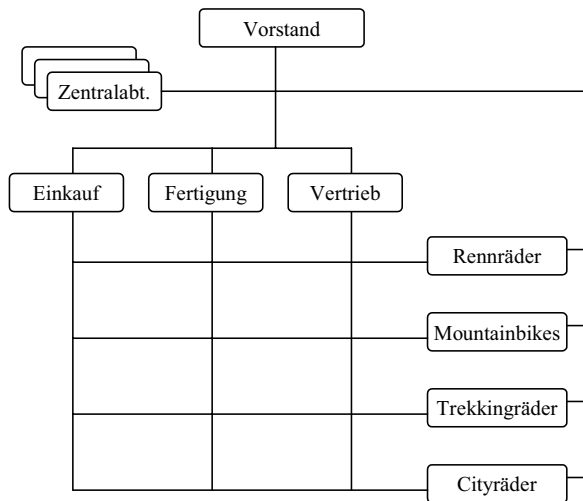 Vorstand
Zentralabt.
Einkauf
Fertigung
Vertrieb
Rennräder
Mountainbikes
Trekkingräder
Cityräder